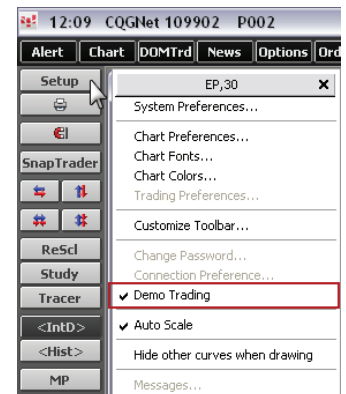 12:09 CQGNet 109902 P002
Alert Chart DOMTrd News Options Ord
Setup
EP,30 x
System Preferences...
Chart Preferences...
Chart Fonts...
Chart Colors...
Trading Preferences...
Customize Toolbar...
Change Password...
Connection Preference...
Demo Trading
Auto Scale
Hide other curves when drawing
Messages...
SnapTrader
ReScl
Study
Tracer
<IntD>
<Hist>
MP